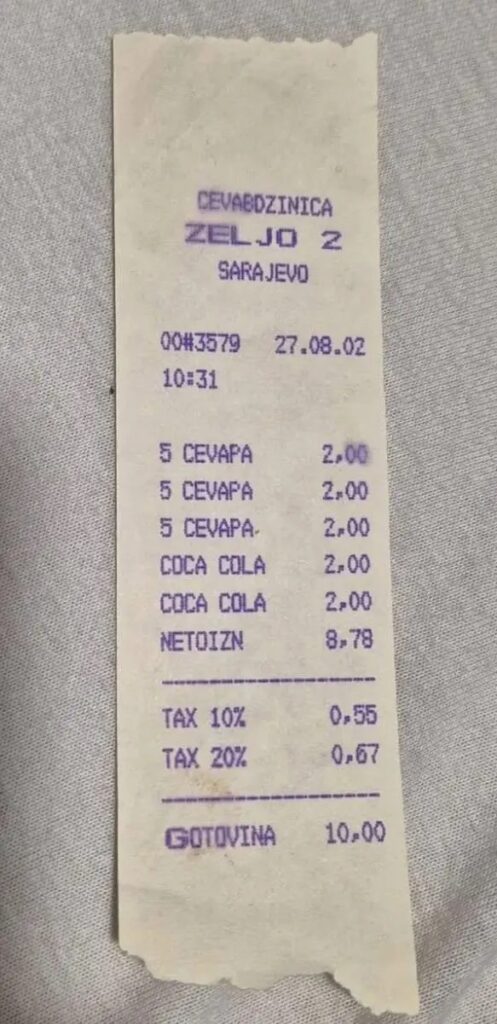 CEVABDZINICA
ZELJO 2
SARAJEVO
00#3579 27.08.02
10:31
5 CEVAPA 2,00
5 CEVAPA 2,00
5 CEVAPA 2,00
COCA COLA 2,00
COCA COLA 2,00
NETOIZN 8,78
TAX 10% 0,55
TAX 20% 0,67
GOTOVINA 10,00